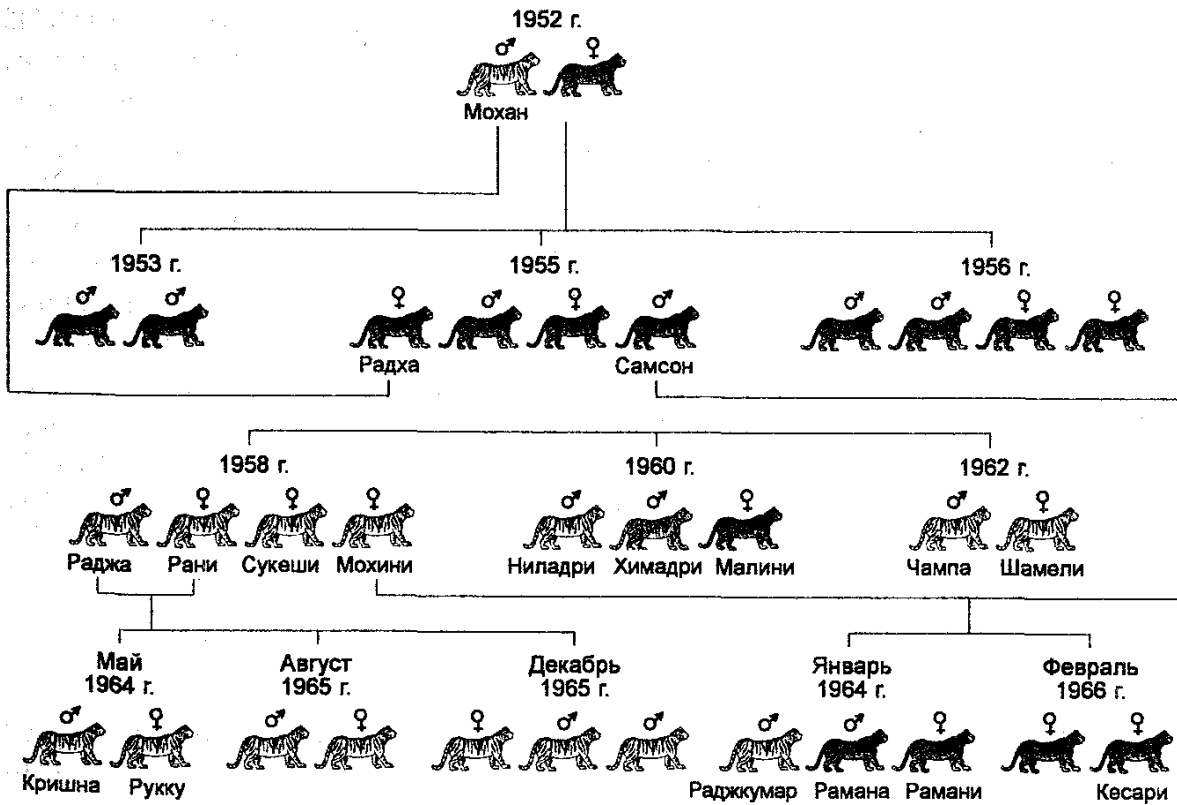 1952 г.
♂ ♀
Мохан
1953 г. 1955 г. 1956 г.
♂ ♂ ♀ ♂ ♀ ♂ ♂ ♂ ♀ ♀
Радха Самсон
1958 г. 1960 г. 1962 г.
♂ ♀ ♀ ♀ ♂ ♂ ♀ ♂ ♀
Раджа Рани Сукеши Мохини Ниладри Химадри Малини Чампа Шамели
Май Август Декабрь Январь Февраль
1964 г. 1965 г. 1965 г. 1964 г. 1966 г.
♂ ♀ ♂ ♀ ♀ ♂ ♂ ♂ ♂ ♀ ♀ ♀
Кришна Рукку Раджкумар Рамана Рамани Кесари